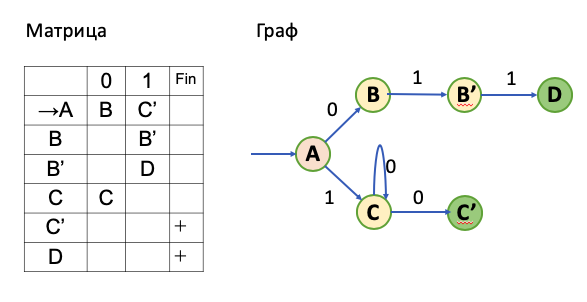 Матрица
0 1 Fin
→A B C’
B B’
B’ D
C C
C’ +
D +
Граф
B 1 B’ 1 D
0
A
0
1
C 0 C’